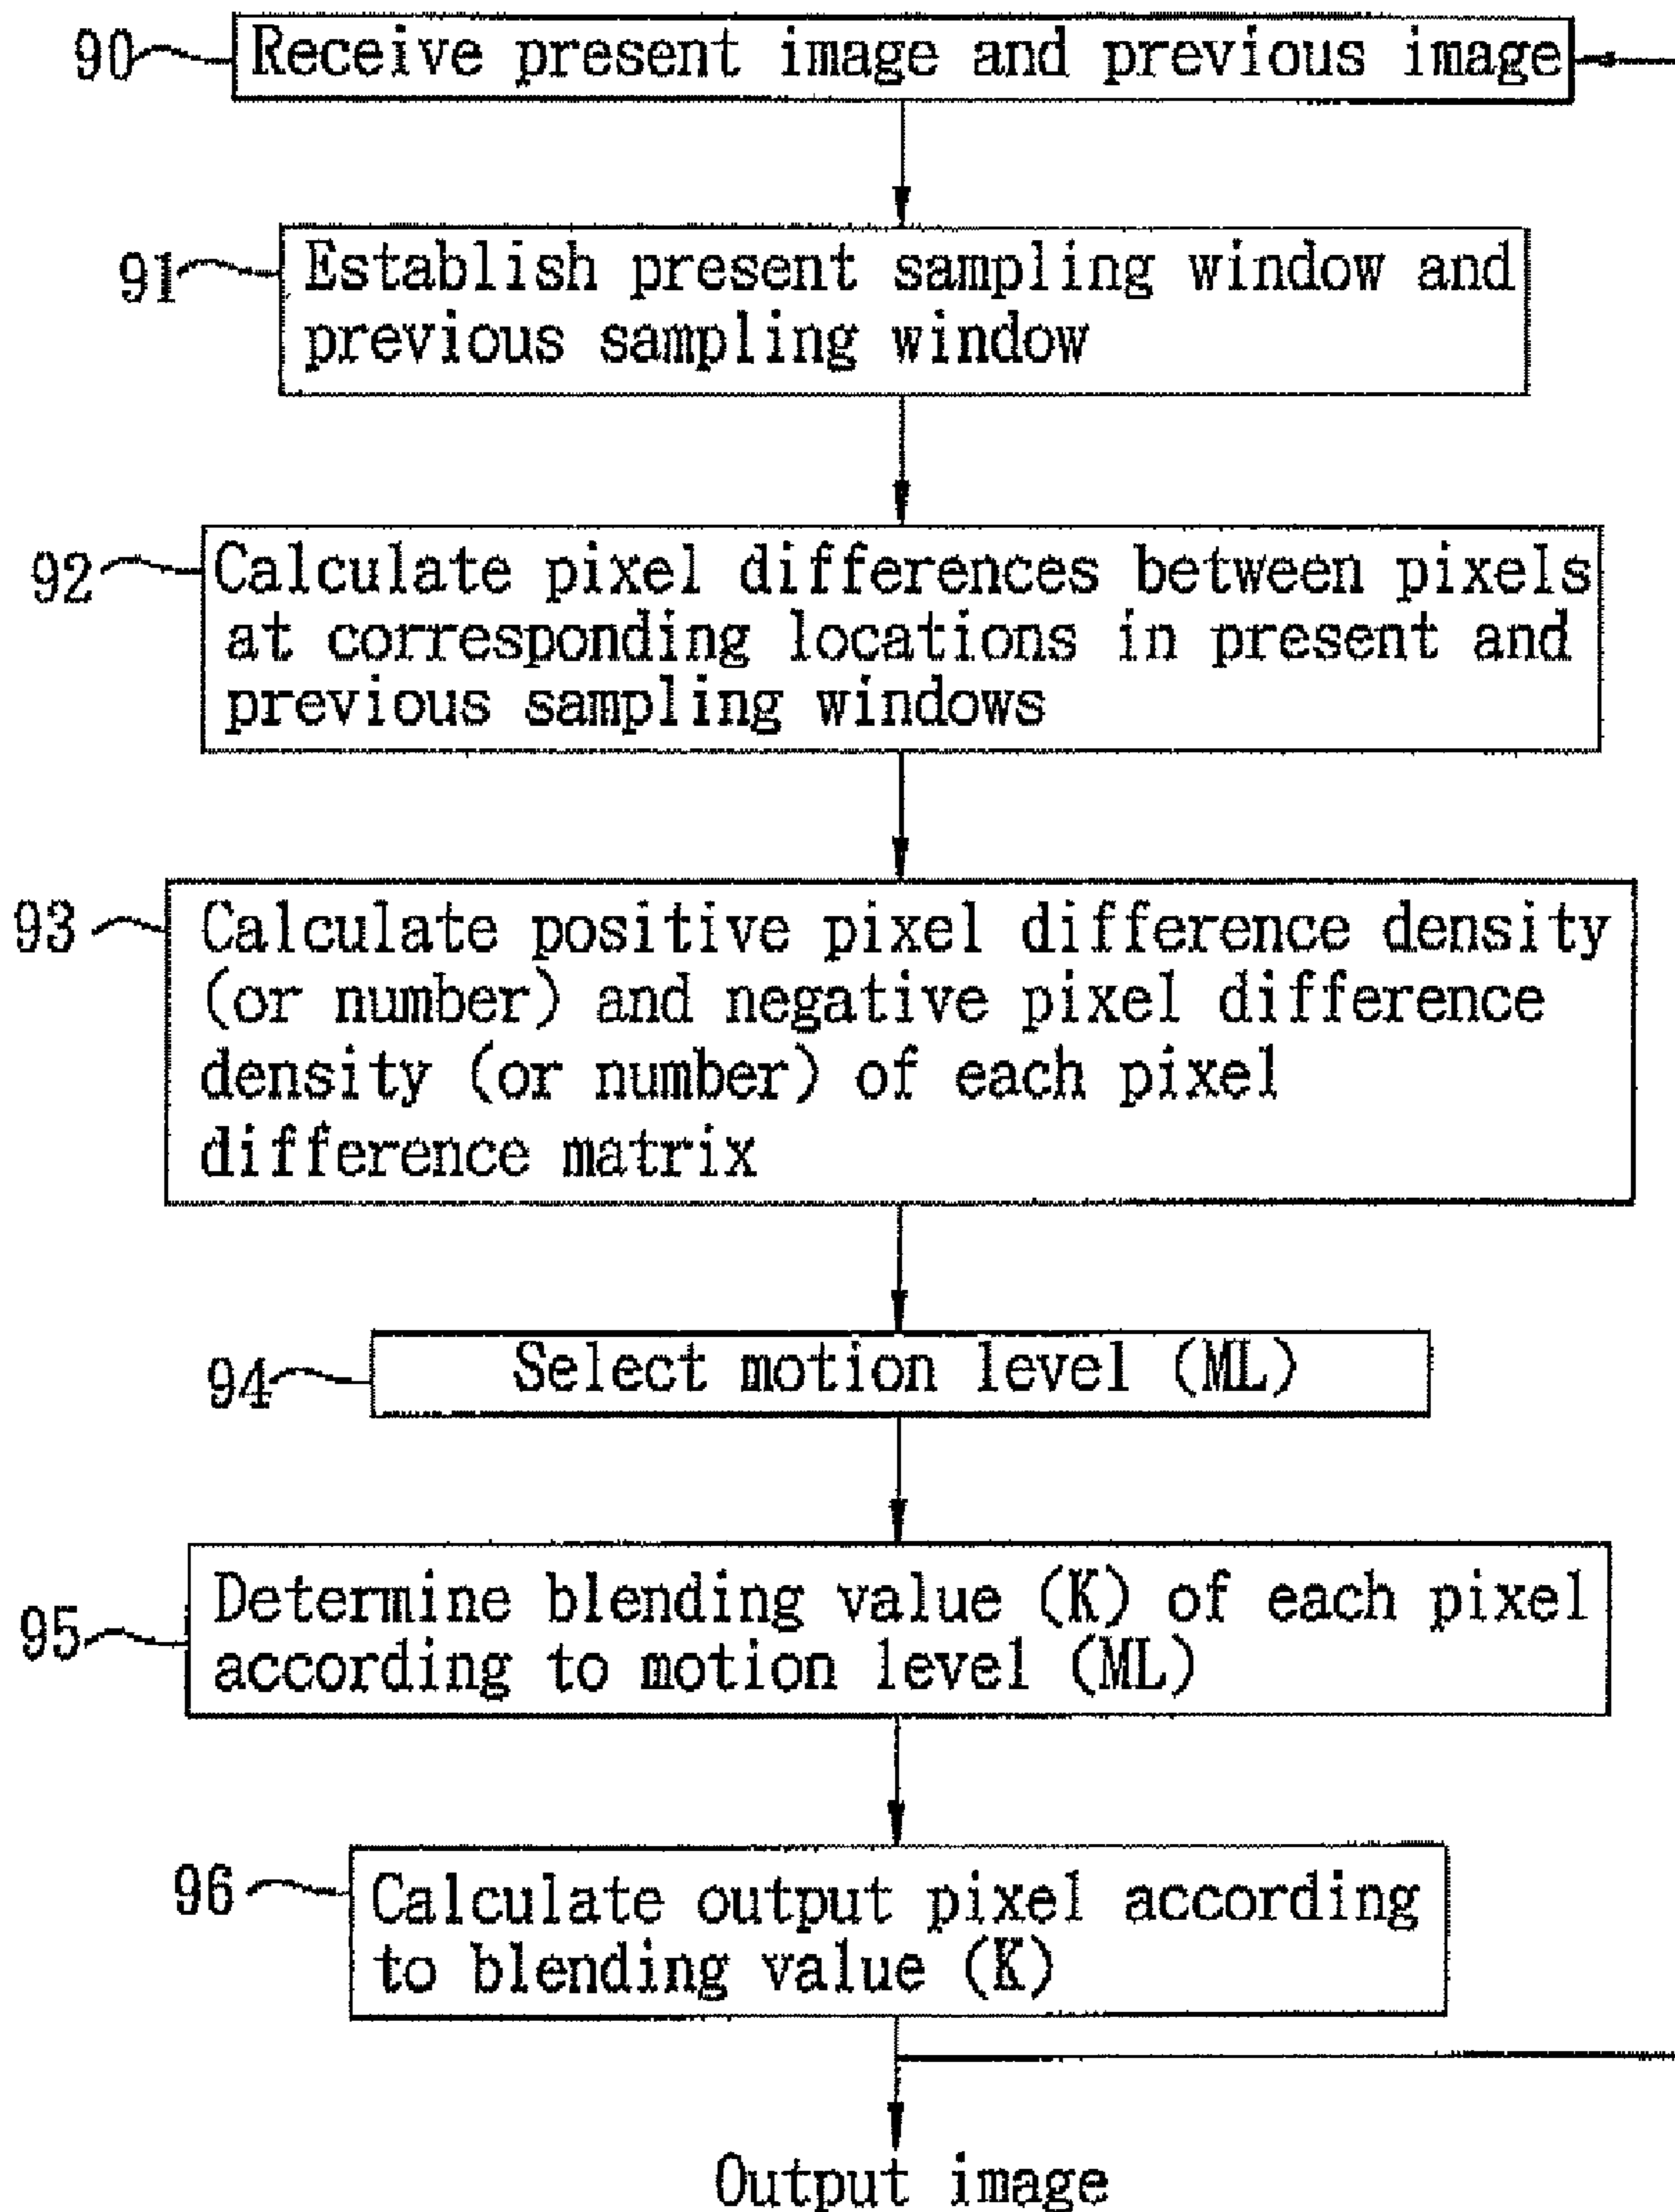 90
Receive present image and previous image
91
Establish present sampling window and
previous sampling window
92
Calculate pixel differences between pixels
at corresponding locations in present and
previous sampling windows
93
Calculate positive pixel difference density
(or number) and negative pixel difference
density (or number) of each pixel
difference matrix
94
Select motion level (ML)
95
Determine blending value (K) of each pixel
according to motion level (ML)
96
Calculate output pixel according
to blending value (K)
Output image